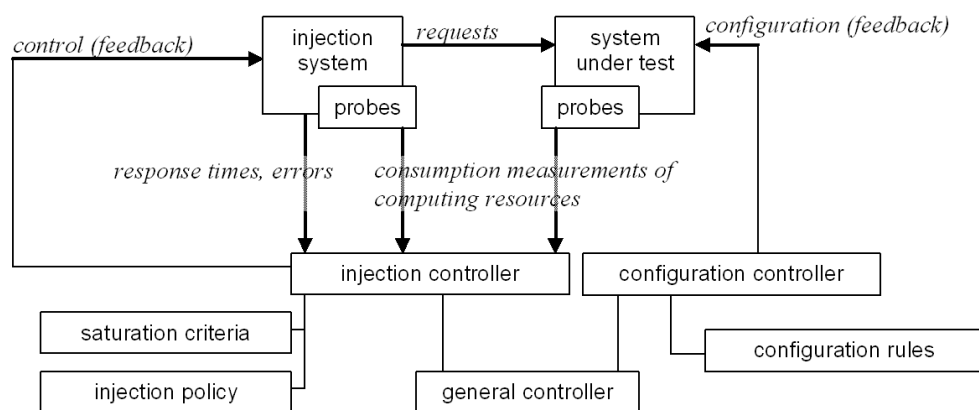 control (feedback)
injection
system
requests
system
under test
configuration (feedback)
probes
probes
response times, errors
consumption measurements of
computing resources
injection controller
configuration controller
saturation criteria
configuration rules
injection policy
general controller